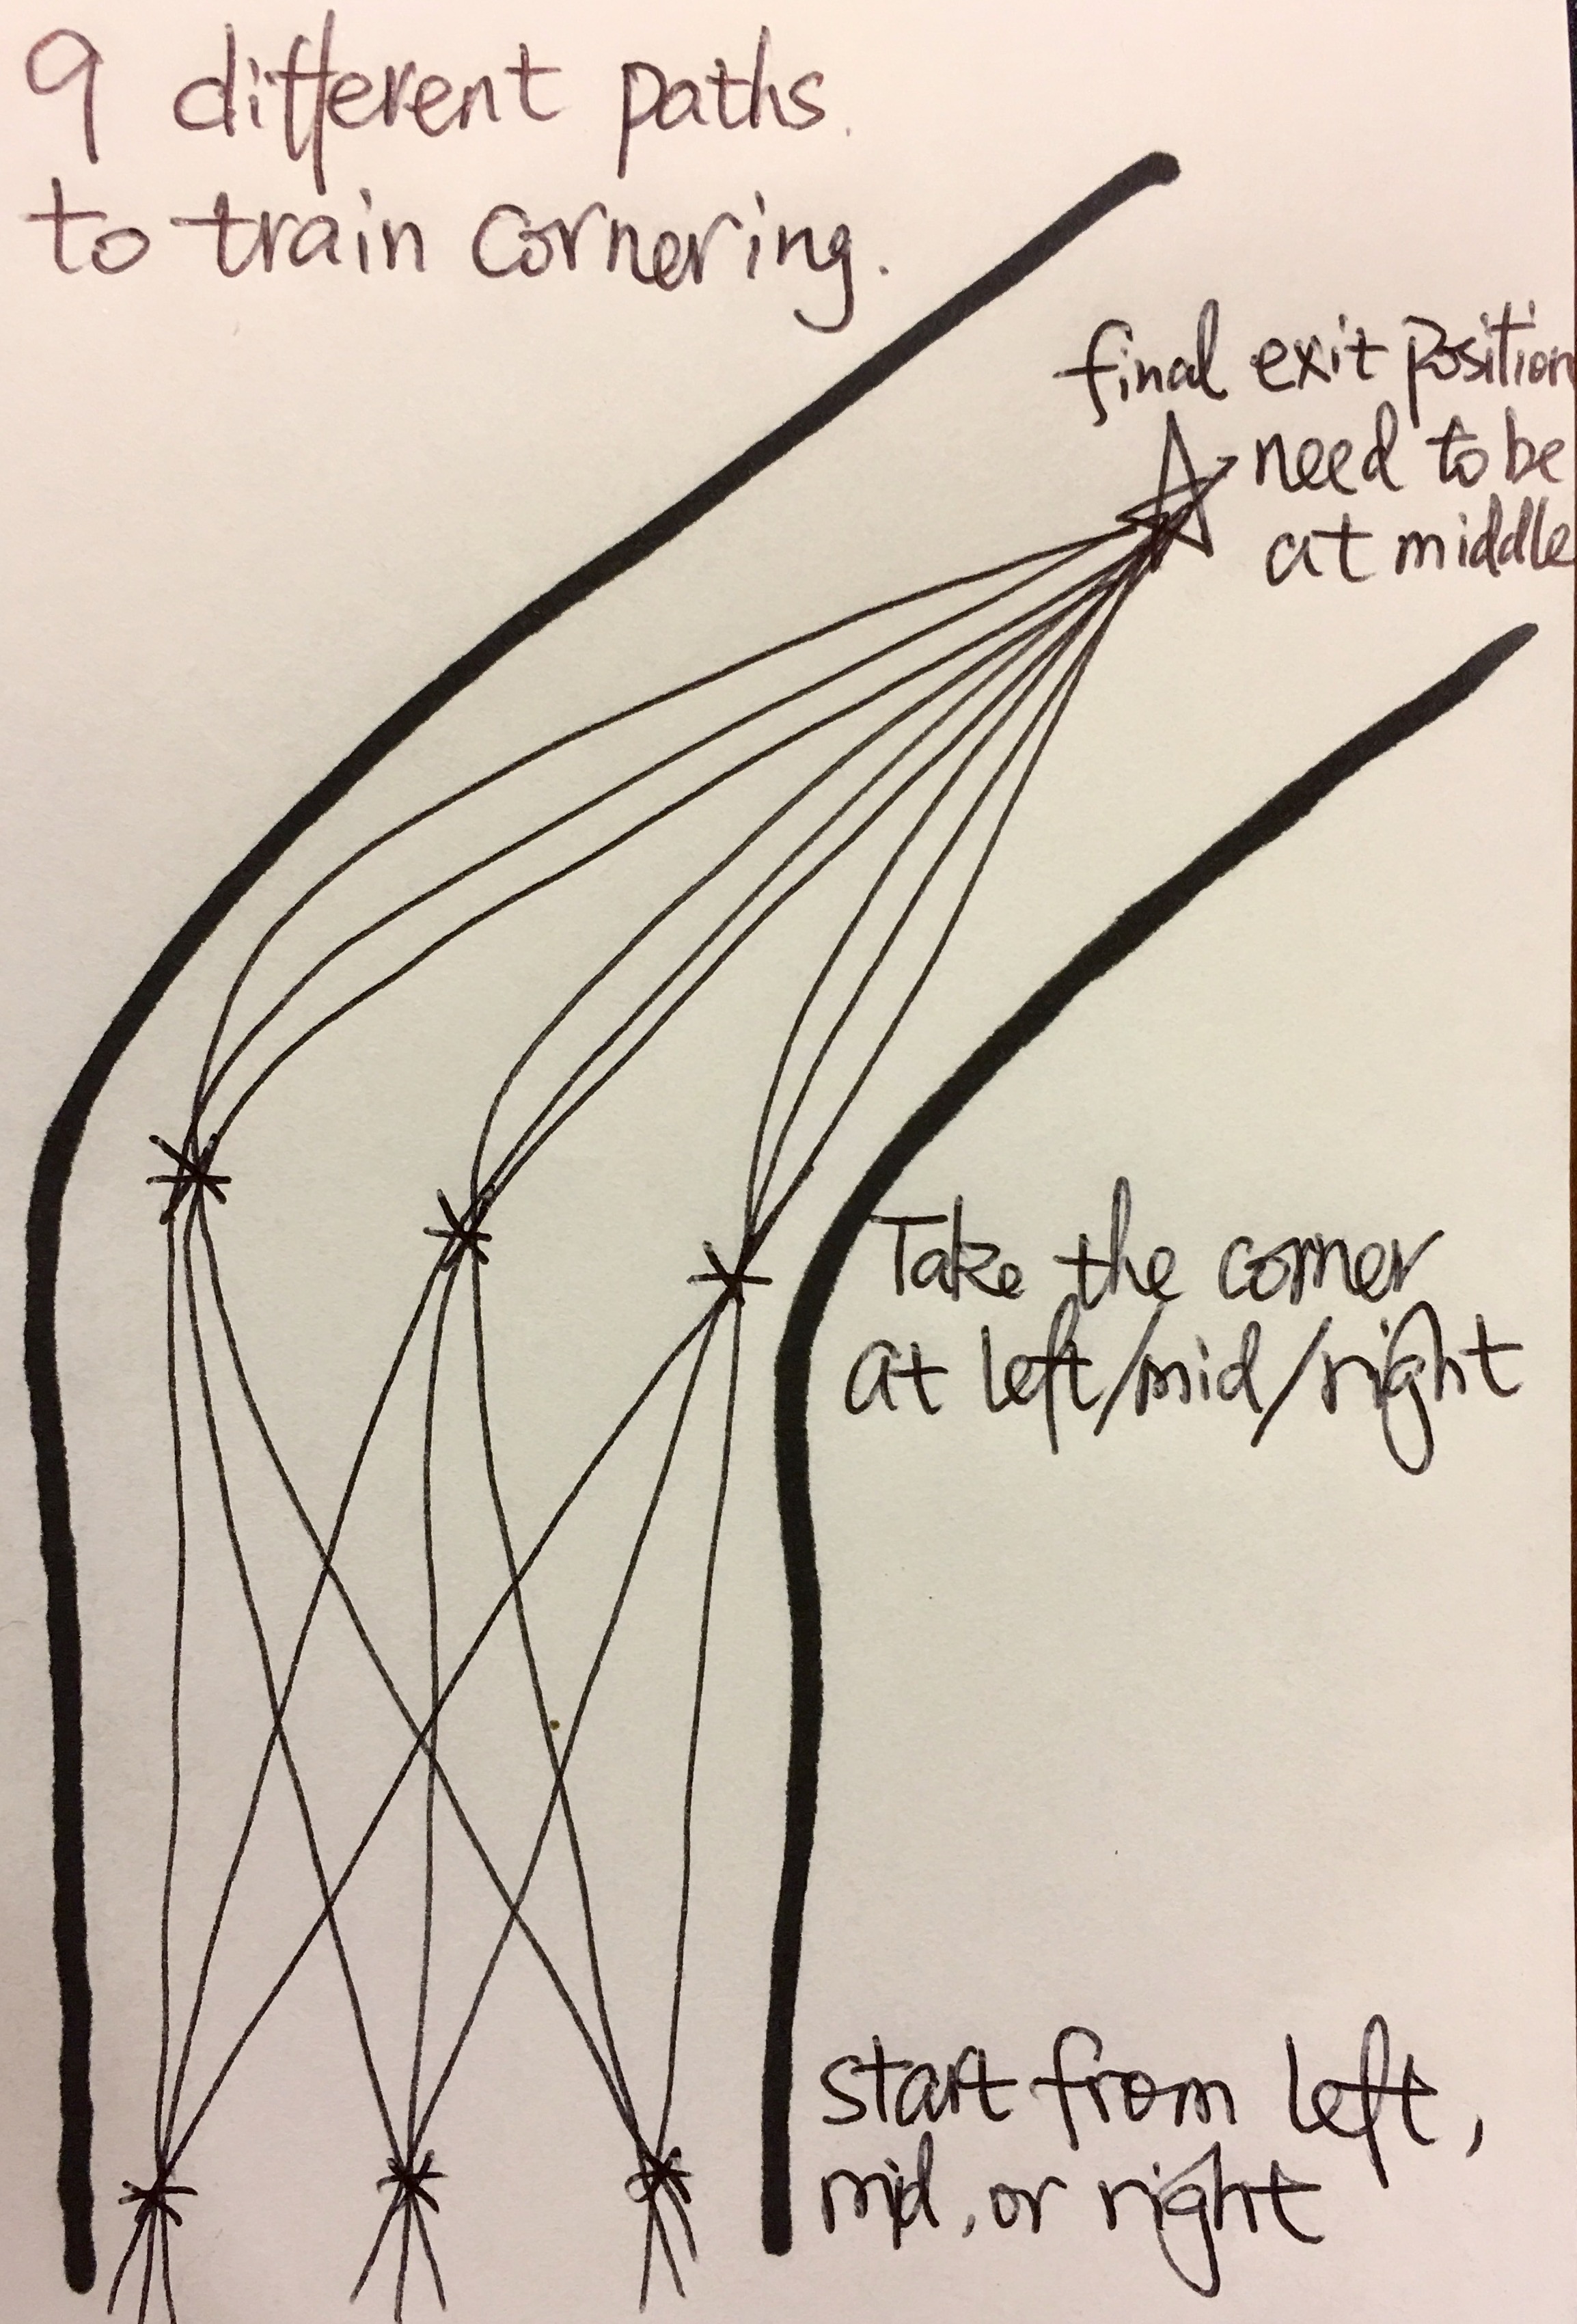 9 different paths.
to train cornering.
final exit position
need to be
at middle
Take the corner
at left/mid/right
start from left,
mid, or right